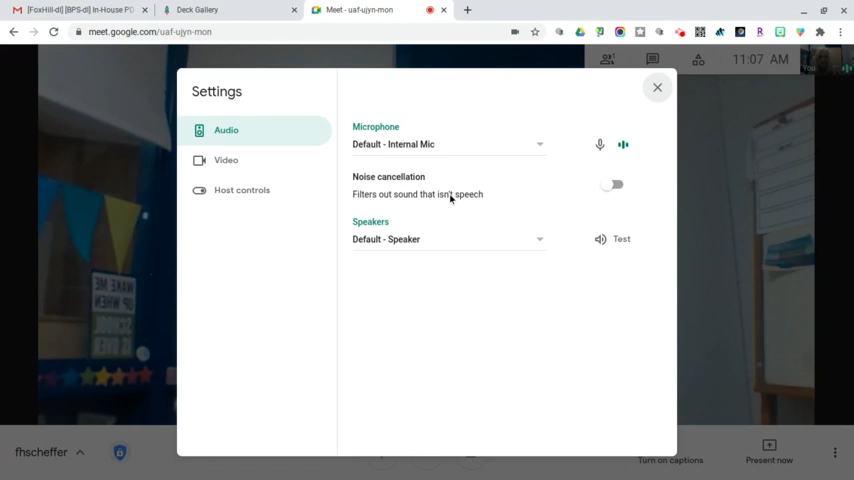 [FoxHill-dl] [BPS-dl] In-House PD
Deck Gallery
Meet - uaf-ujyn-mon
meet.google.com/uaf-ujyn-mon
11:07 AM
You
Settings
Audio
Video
Host controls
Microphone
Default - Internal Mic
Noise cancellation
Filters out sound that isn't speech
Speakers
Default - Speaker
Test
WAKE ME
UP WHEN
SCHOOL
IS OVER
fhscheffer
Turn on captions
Present now